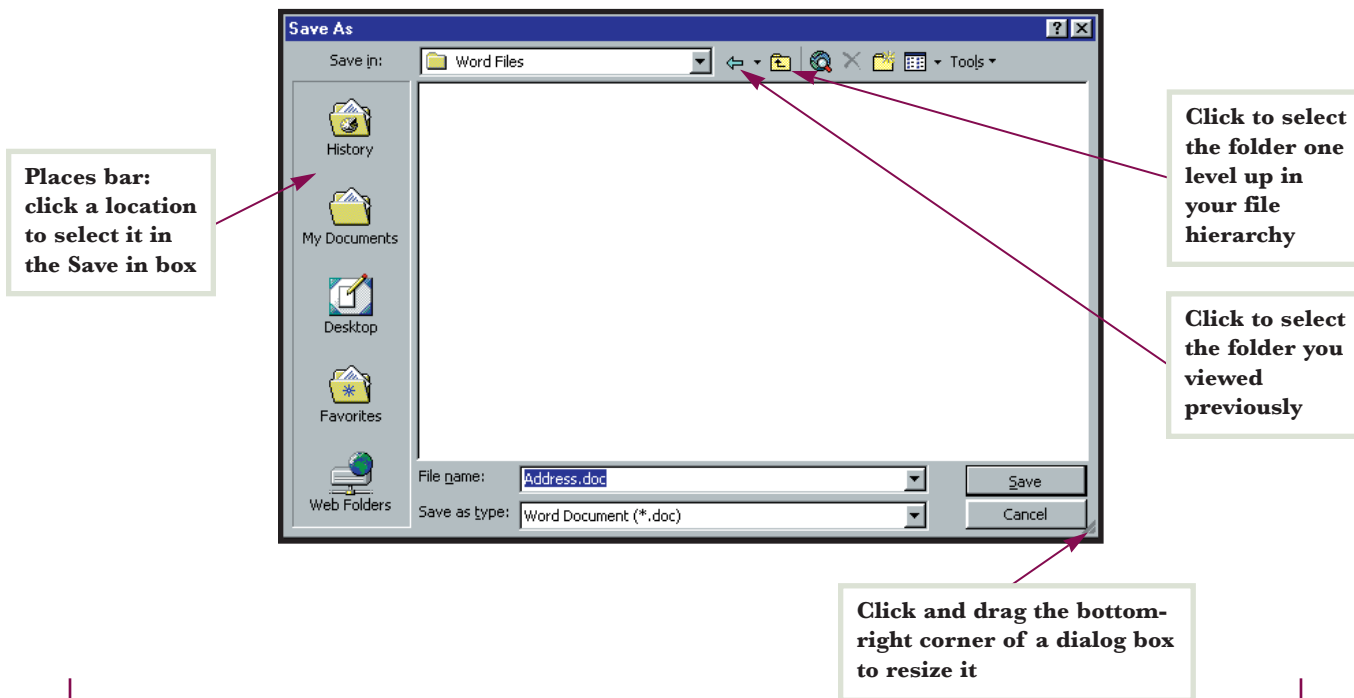 Save As
Save in:
Word Files
Tools
History
My Documents
Desktop
Favorites
Web Folders
File name:
Address.doc
Save as type:
Word Document (*.doc)
Save
Cancel
Places bar:
click a location
to select it in
the Save in box
Click to select
the folder one
level up in
your file
hierarchy
Click to select
the folder you
viewed
previously
Click and drag the bottom-
right corner of a dialog box
to resize it